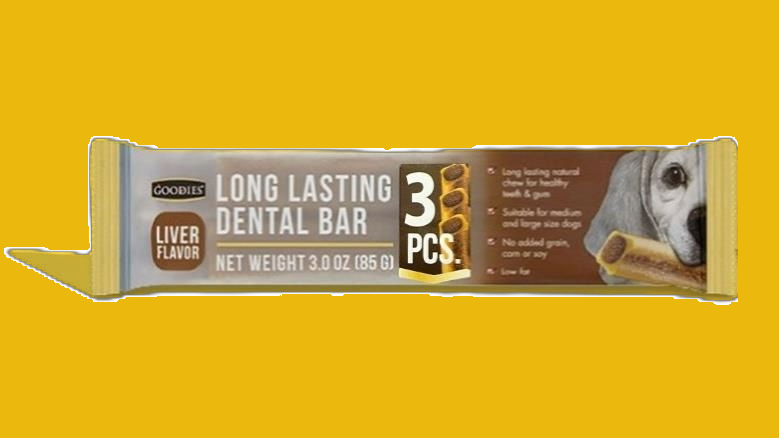 GOODIES
LIVER
FLAVOR
LONG LASTING
DENTAL BAR
NET WEIGHT 3.0 OZ (85 G)
3
PCS.
Long lasting natural
chew for healthy
teeth & gum
Suitable for medium
and large size dogs
No added grain,
corn or soy
Low fat